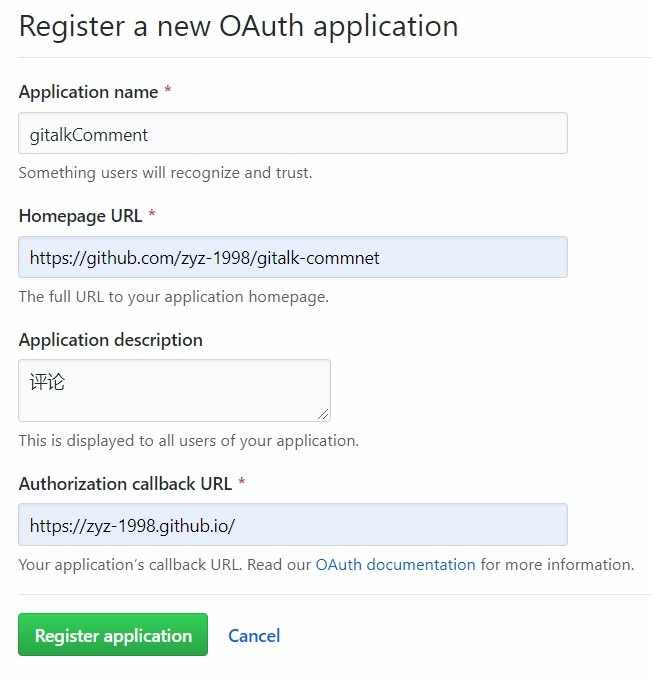 Register a new OAuth application
Application name *
gitalkComment
Something users will recognize and trust.
Homepage URL *
https://github.com/zyz-1998/gitalk-commnet
The full URL to your application homepage.
Application description
评论
This is displayed to all users of your application.
Authorization callback URL *
https://zyz-1998.github.io/
Your application's callback URL. Read our OAuth documentation for more information.
Register application Cancel